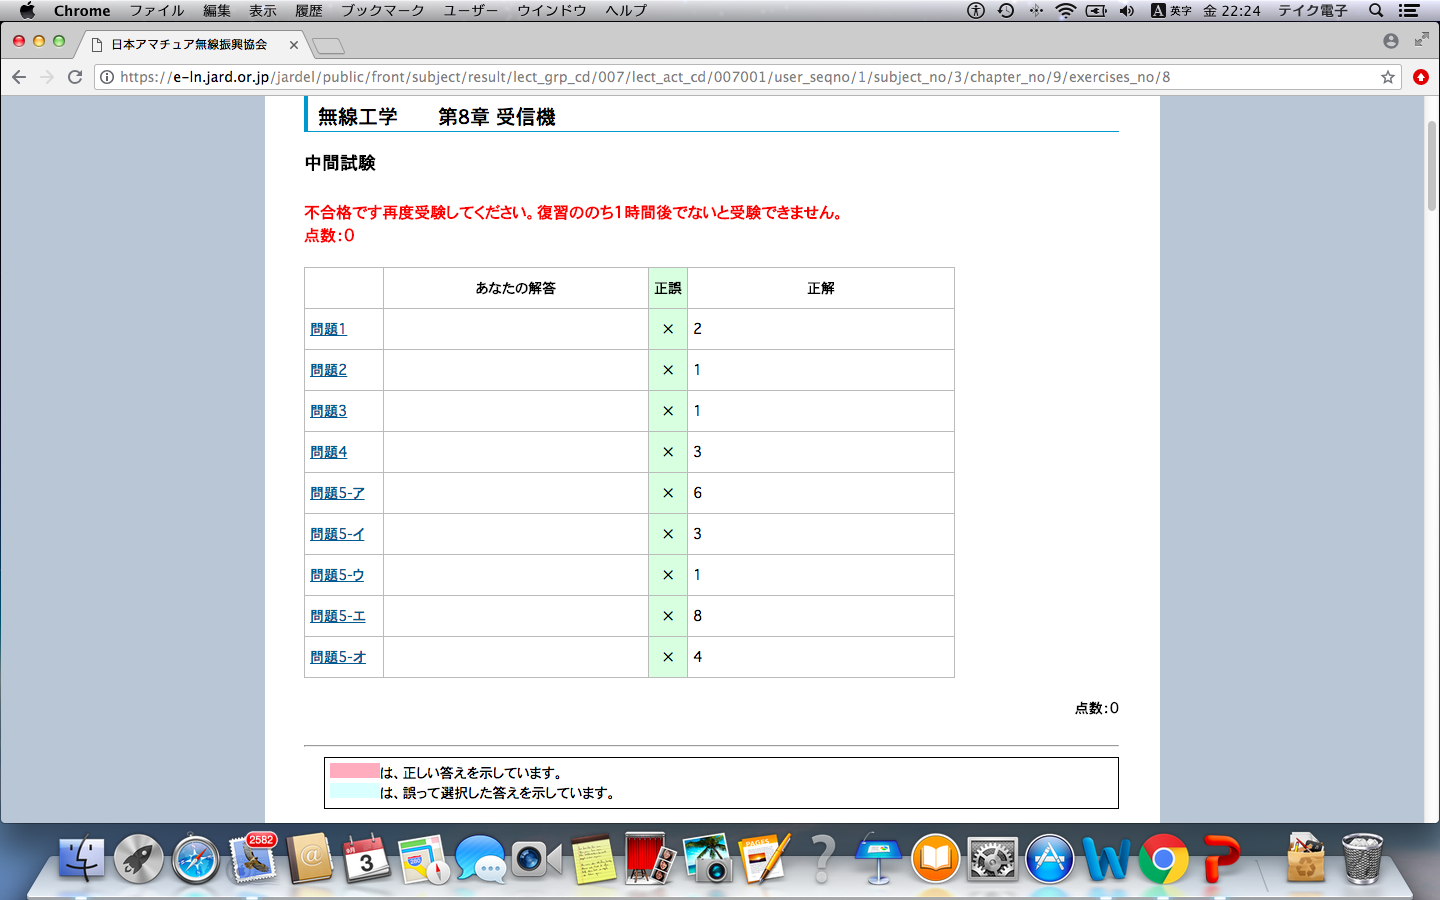 Chrome ファイル 編集 表示 履歴 ブックマーク ユーザー ウインドウ ヘルプ A 英字 金 22:24 テイク電子
日本アマチュア無線振興協会
https://e-ln.jard.or.jp/jardel/public/front/subject/result/lect_grp_cd/007/lect_act_cd/007001/user_seqno/1/subject_no/3/chapter_no/9/exercises_no/8
無線工学　　第8章 受信機
中間試験
不合格です再度受験してください。復習ののち1時間後でないと受験できません。
点数：0
あなたの解答 正誤 正解
問題1 × 2
問題2 × 1
問題3 × 1
問題4 × 3
問題5-ア × 6
問題5-イ × 3
問題5-ウ × 1
問題5-エ × 8
問題5-オ × 4
点数：0
は、正しい答えを示しています。
は、誤って選択した答えを示しています。
2582
3
280
PAGES